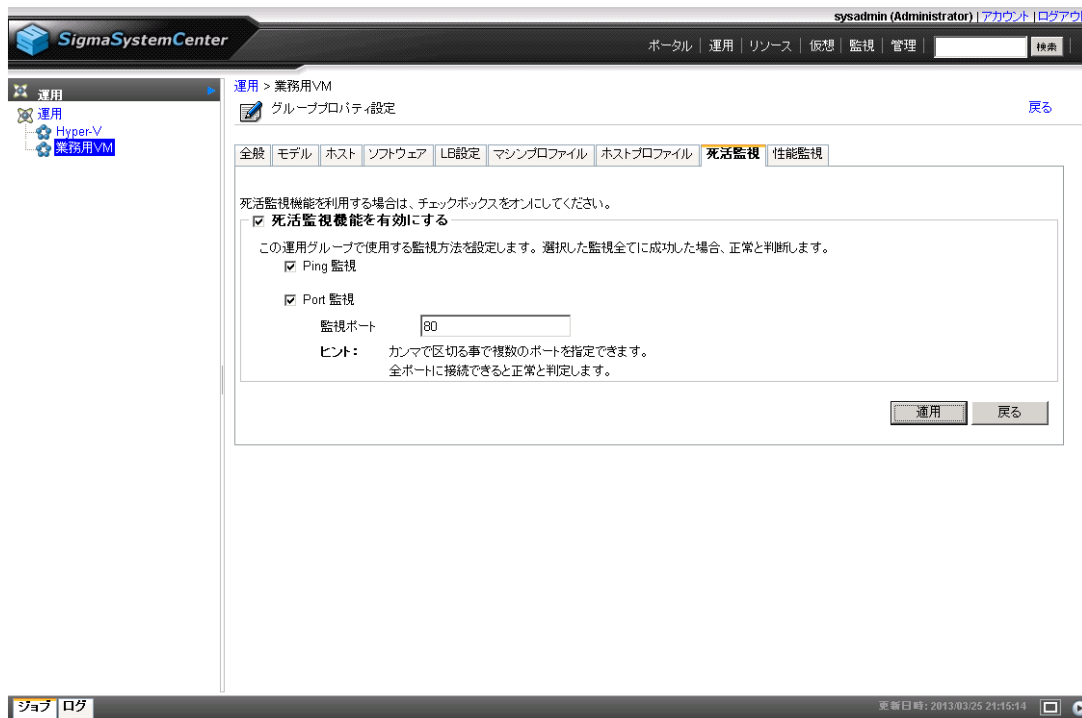 sysadmin (Administrator) | アカウント | ログアウ
SigmaSystemCenter
ポータル | 運用 | リソース | 仮想 | 監視 | 管理 | 検索
運用
運用
Hyper-V
業務用VM
運用 > 業務用VM
グループプロパティ設定
戻る
全般 モデル ホスト ソフトウェア LB設定 マシンプロファイル ホストプロファイル 死活監視 性能監視
死活監視機能を利用する場合は、チェックボックスをオンにしてください。
死活監視機能を有効にする
この運用グループで使用する監視方法を設定します。選択した監視全てに成功した場合、正常と判断します。
Ping 監視
Port 監視
監視ポート 80
ヒント： カンマで区切る事で複数のポートを指定できます。
全ポートに接続できると正常と判定します。
適用 戻る
ジョブ ログ
更新日時 : 2013/03/25 21:15:14